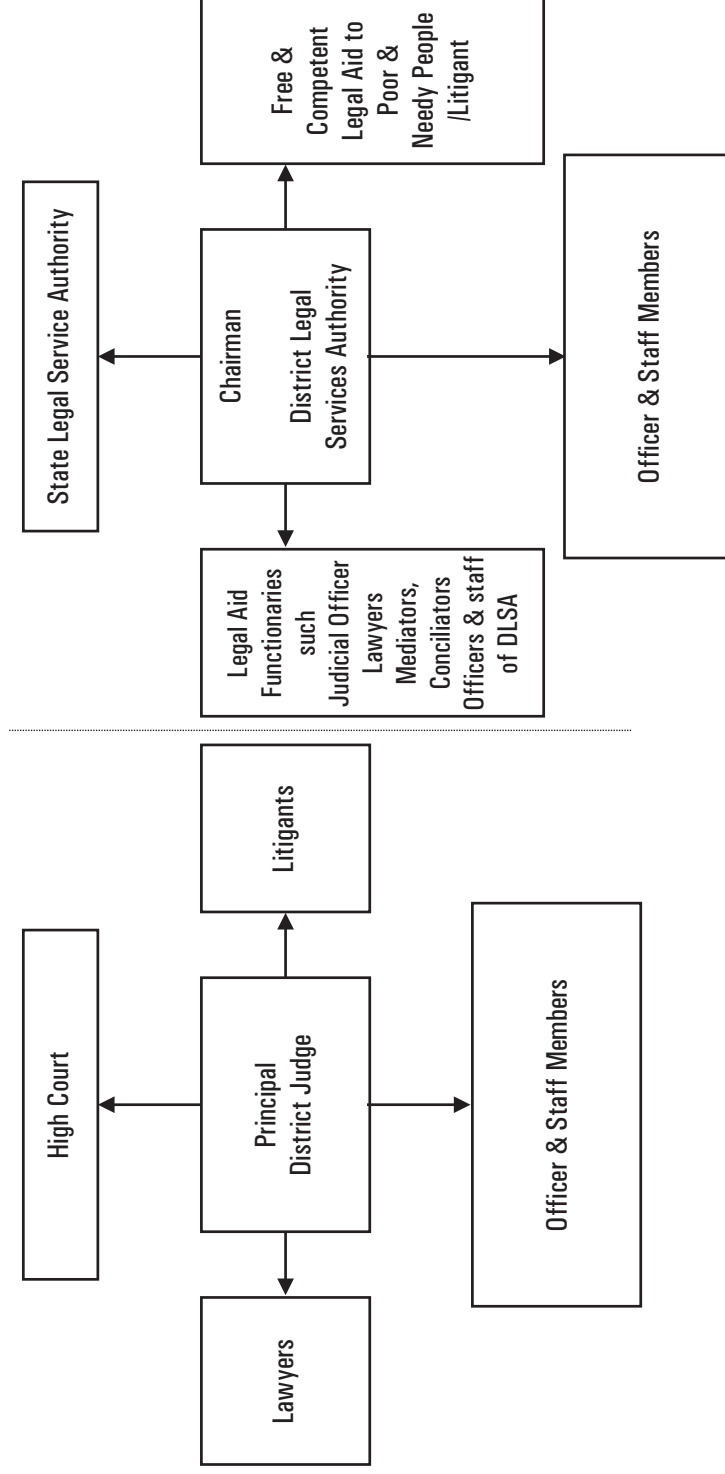 High Court
Lawyers
Principal
District Judge
Litigants
Officer & Staff Members
State Legal Service Authority
Legal Aid
Functionaries
such
Judicial Officer
Lawyers
Mediators,
Conciliators
Officers & staff
of DLSA
Chairman
District Legal
Services Authority
Free &
Competent
Legal Aid to
Poor &
Needy People
/Litigant
Officer & Staff Members